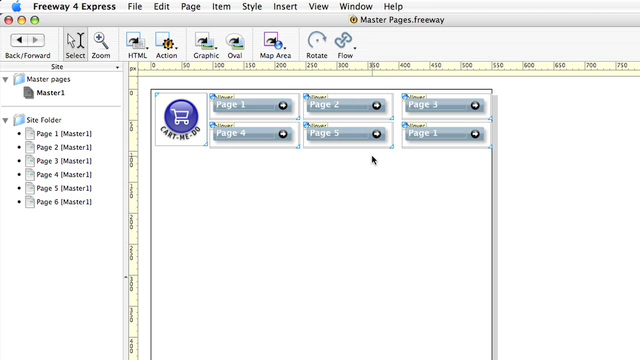 Freeway 4 Express File Edit Page Item Style Insert View Window Help
Master Pages.freeway
Back/Forward Select Zoom HTML Action Graphic Oval Map Area Rotate Flow
Site
px 0 50 100 150 200 250 300 350 400 450 500 550 600 650 700
Master pages
Master1
Site Folder
Page 1 [Master1]
Page 2 [Master1]
Page 3 [Master1]
Page 4 [Master1]
Page 5 [Master1]
Page 6 [Master1]
CART-ME-DO
Page 1 Page 2 Page 3
Page 4 Page 5 Page 1